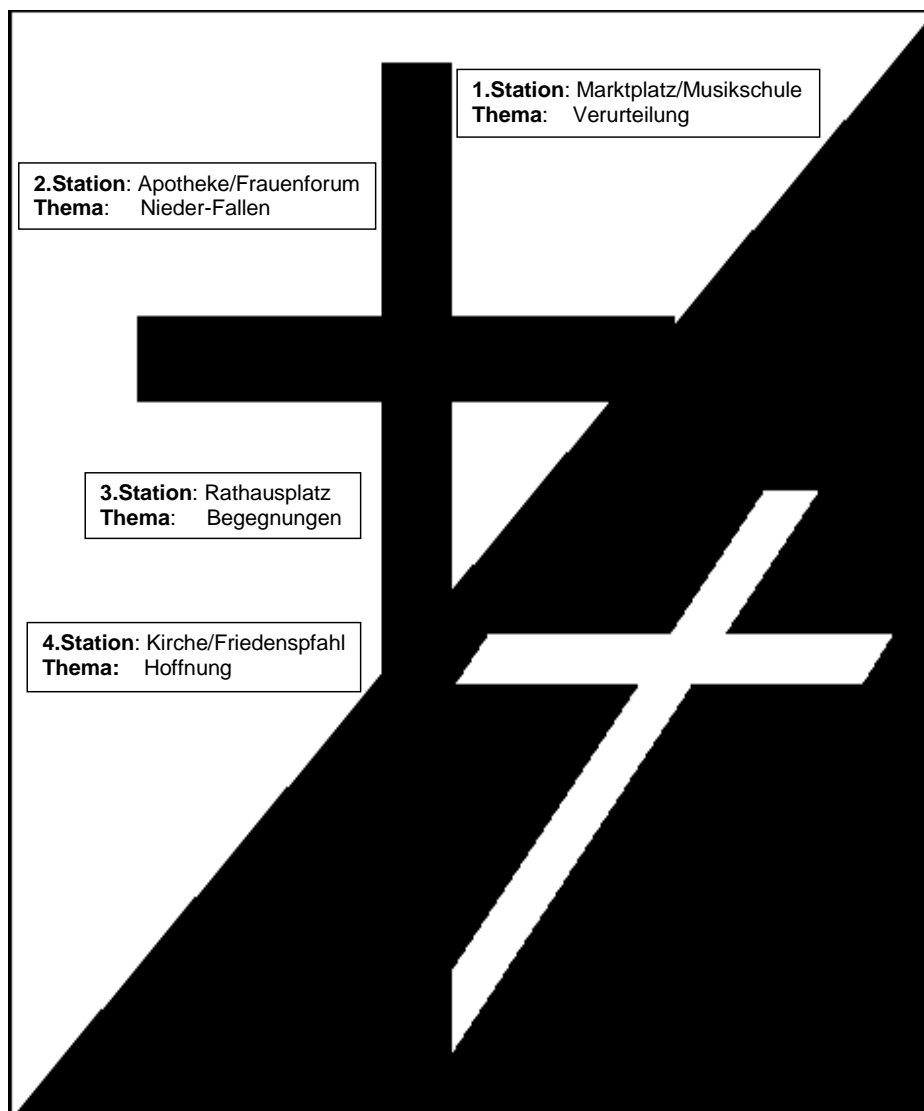 1.Station: Marktplatz/Musikschule
Thema: Verurteilung
2.Station: Apotheke/Frauenforum
Thema: Nieder-Fallen
3.Station: Rathausplatz
Thema: Begegnungen
4.Station: Kirche/Friedenspfahl
Thema: Hoffnung